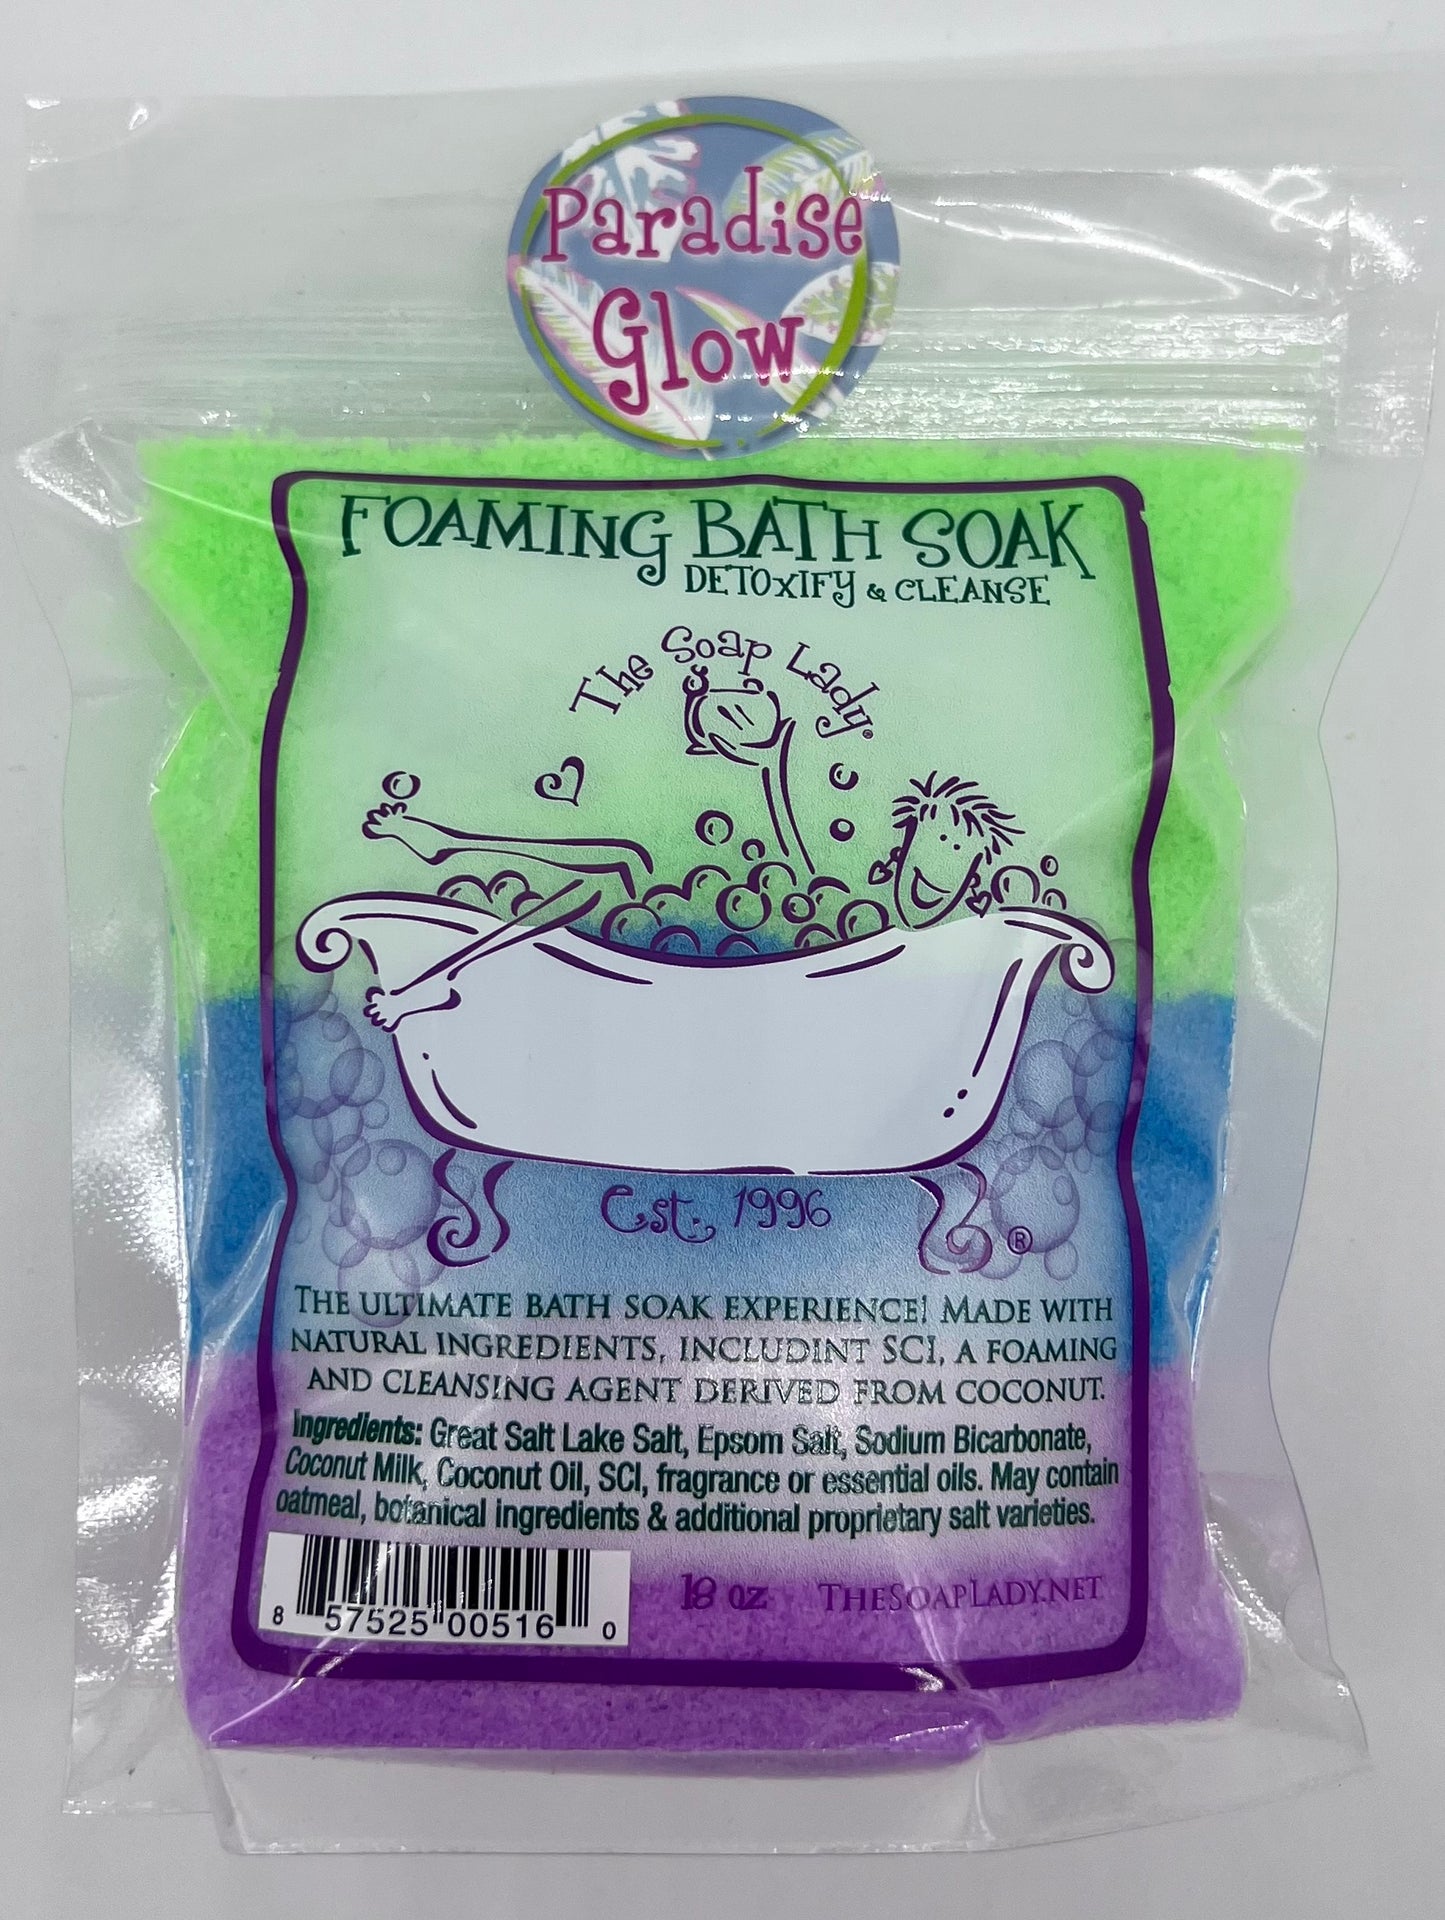 Paradise
Glow
FOAMING BATH SOAK
DETOXIFY & CLEANSE
The Soap Lady®
Est. 1996
®
THE ULTIMATE BATH SOAK EXPERIENCE! MADE WITH
NATURAL INGREDIENTS, INCLUDINT SCI, A FOAMING
AND CLEANSING AGENT DERIVED FROM COCONUT.
Ingredients: Great Salt Lake Salt, Epsom Salt, Sodium Bicarbonate,
Coconut Milk, Coconut Oil, SCI, fragrance or essential oils. May contain
oatmeal, botanical ingredients & additional proprietary salt varieties.
18 oz THESOAPLADY.NET
8 57525 00516 0